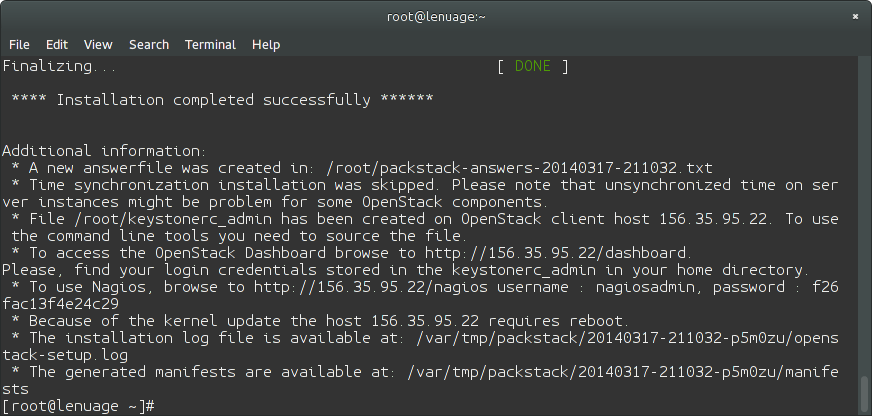 root@lenuage:~
File Edit View Search Terminal Help
Finalizing... [ DONE ]
**** Installation completed successfully ******
Additional information:
* A new answerfile was created in: /root/packstack-answers-20140317-211032.txt
* Time synchronization installation was skipped. Please note that unsynchronized time on ser
ver instances might be problem for some OpenStack components.
* File /root/keystonerc_admin has been created on OpenStack client host 156.35.95.22. To use
the command line tools you need to source the file.
* To access the OpenStack Dashboard browse to http://156.35.95.22/dashboard.
Please, find your login credentials stored in the keystonerc_admin in your home directory.
* To use Nagios, browse to http://156.35.95.22/nagios username : nagiosadmin, password : f26
fac13f4e24c29
* Because of the kernel update the host 156.35.95.22 requires reboot.
* The installation log file is available at: /var/tmp/packstack/20140317-211032-p5m0zu/opens
tack-setup.log
* The generated manifests are available at: /var/tmp/packstack/20140317-211032-p5m0zu/manife
sts
[root@lenuage ~]#